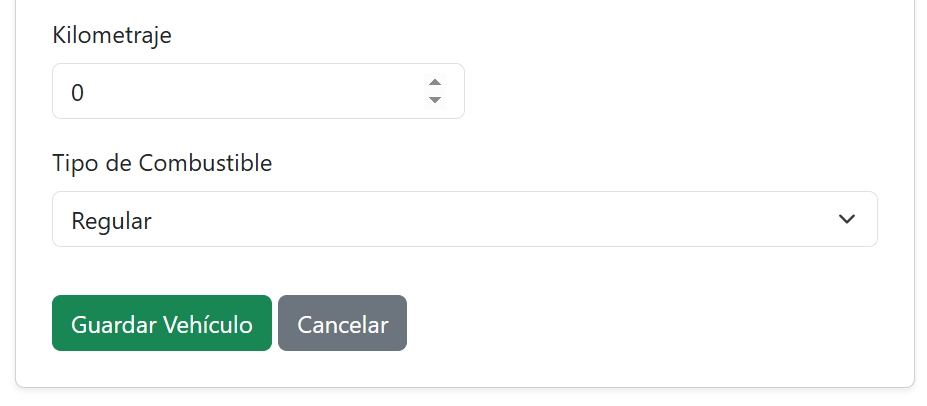 Kilometraje
0
Tipo de Combustible
Regular
Guardar Vehículo Cancelar